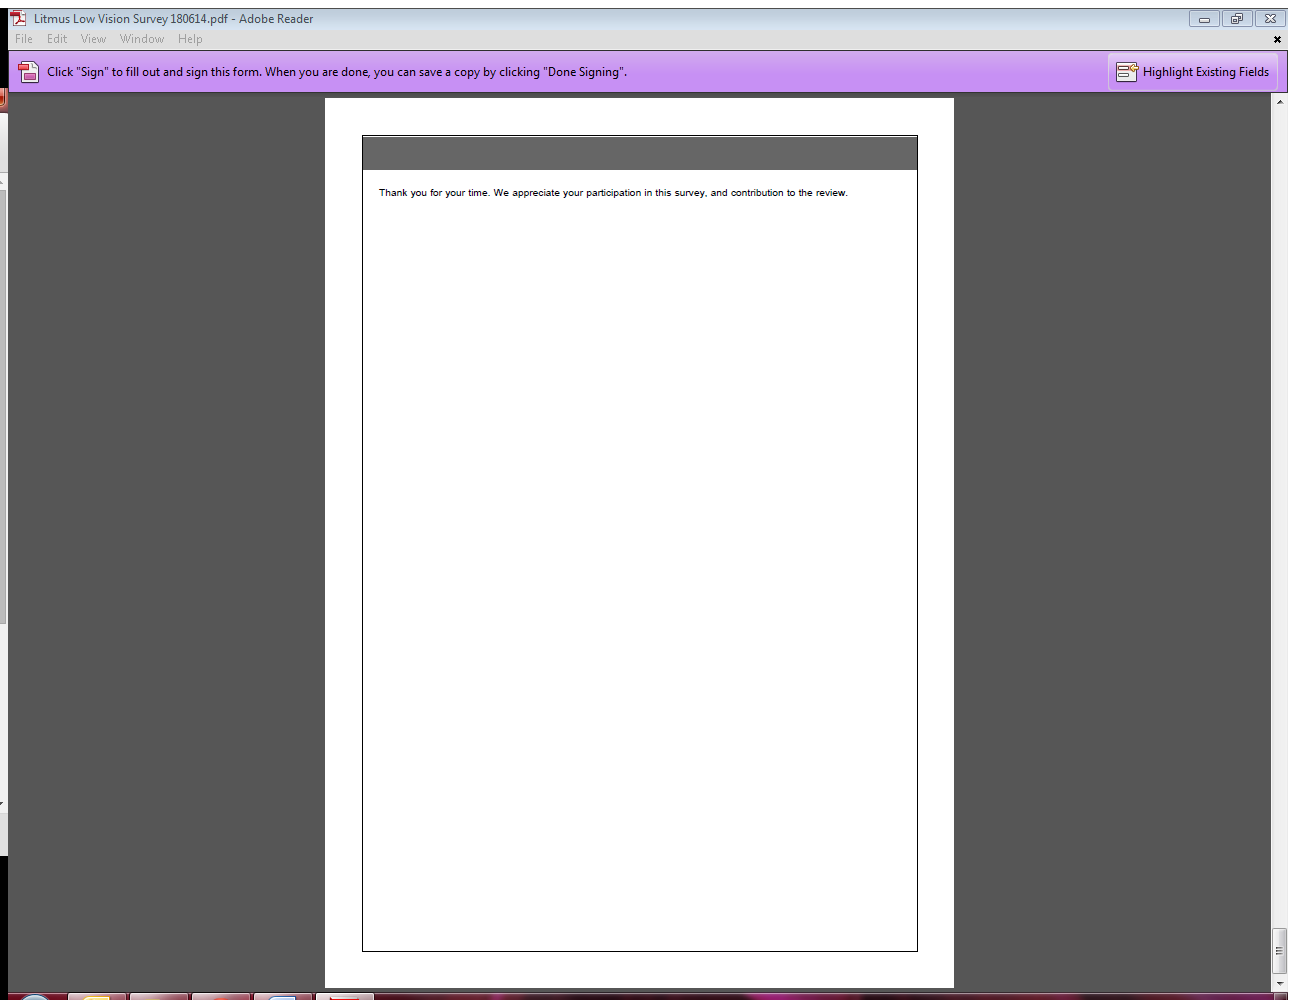 Litmus Low Vision Survey 180614.pdf - Adobe Reader
File Edit View Window Help
Click "Sign" to fill out and sign this form. When you are done, you can save a copy by clicking "Done Signing".
Highlight Existing Fields
Thank you for your time. We appreciate your participation in this survey, and contribution to the review.